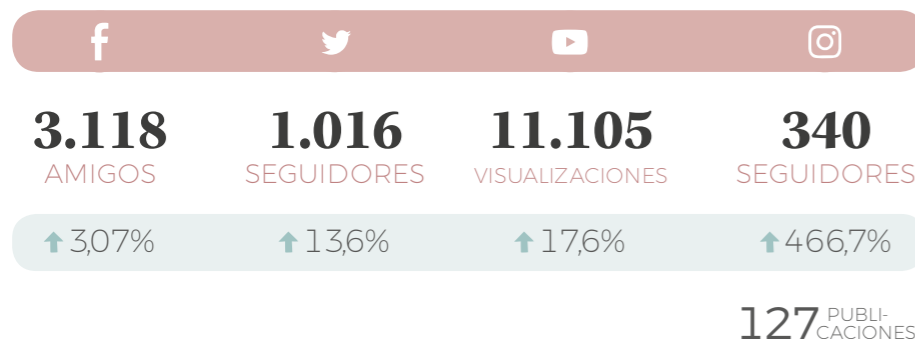 3.118 1.016 11.105 340
AMIGOS SEGUIDORES VISUALIZACIONES SEGUIDORES
3,07% 13,6% 17,6% 466,7%
127 PUBLI-
CACIONES